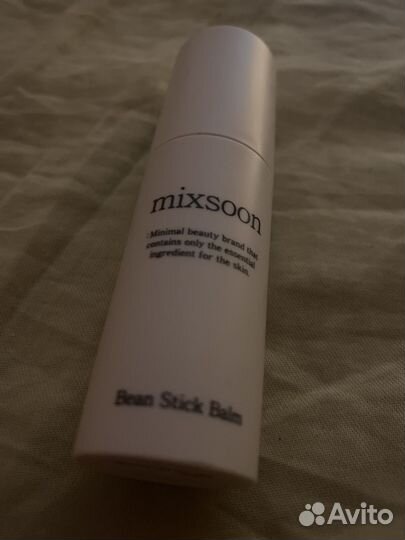 mixsoon
:Minimal beauty brand that
contains only the essential
ingredient for the skin.
Bean Stick Balm
Avito